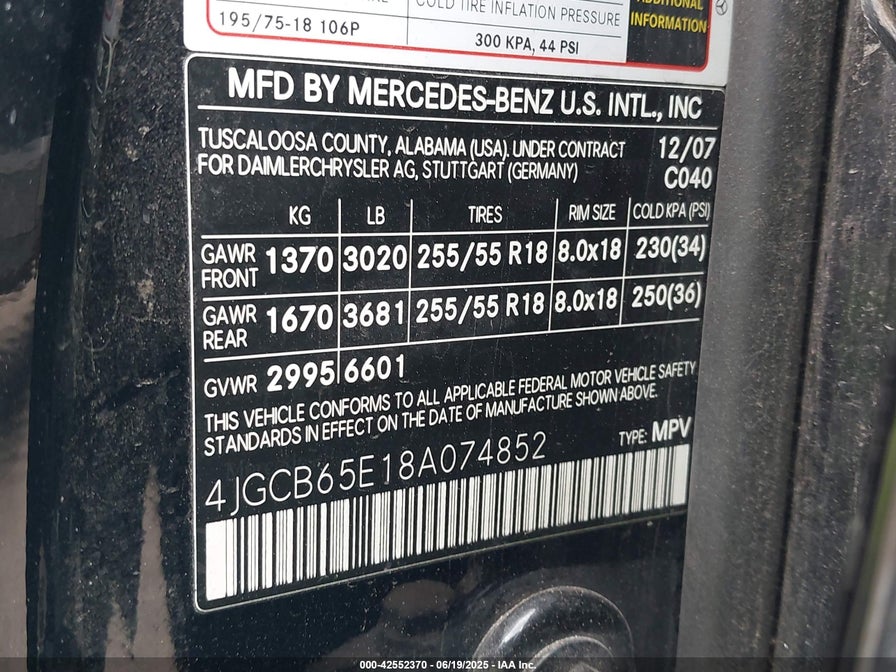 COLD TIRE INFLATION PRESSURE
ADDITIONAL
195/75-18 106P
300 KPA, 44 PSI
INFORMATION
MFD BY MERCEDES-BENZ U.S. INTL., INC
TUSCALOOSA COUNTY, ALABAMA (USA). UNDER CONTRACT 12/07
FOR DAIMLERCHRYSLER AG, STUTTGART (GERMANY) C040
KG LB TIRES RIM SIZE COLD KPA (PSI)
GAWR FRONT 1370 3020 255/55 R18 8.0x18 230(34)
GAWR REAR 1670 3681 255/55 R18 8.0x18 250(36)
GVWR 2995 6601
THIS VEHICLE CONFORMS TO ALL APPLICABLE FEDERAL MOTOR VEHICLE SAFETY
STANDARDS IN EFFECT ON THE DATE OF MANUFACTURE SHOWN ABOVE.
4JGCB65E18A074852 TYPE: MPV
000-42552370 - 06/19/2025 - IAA Inc.